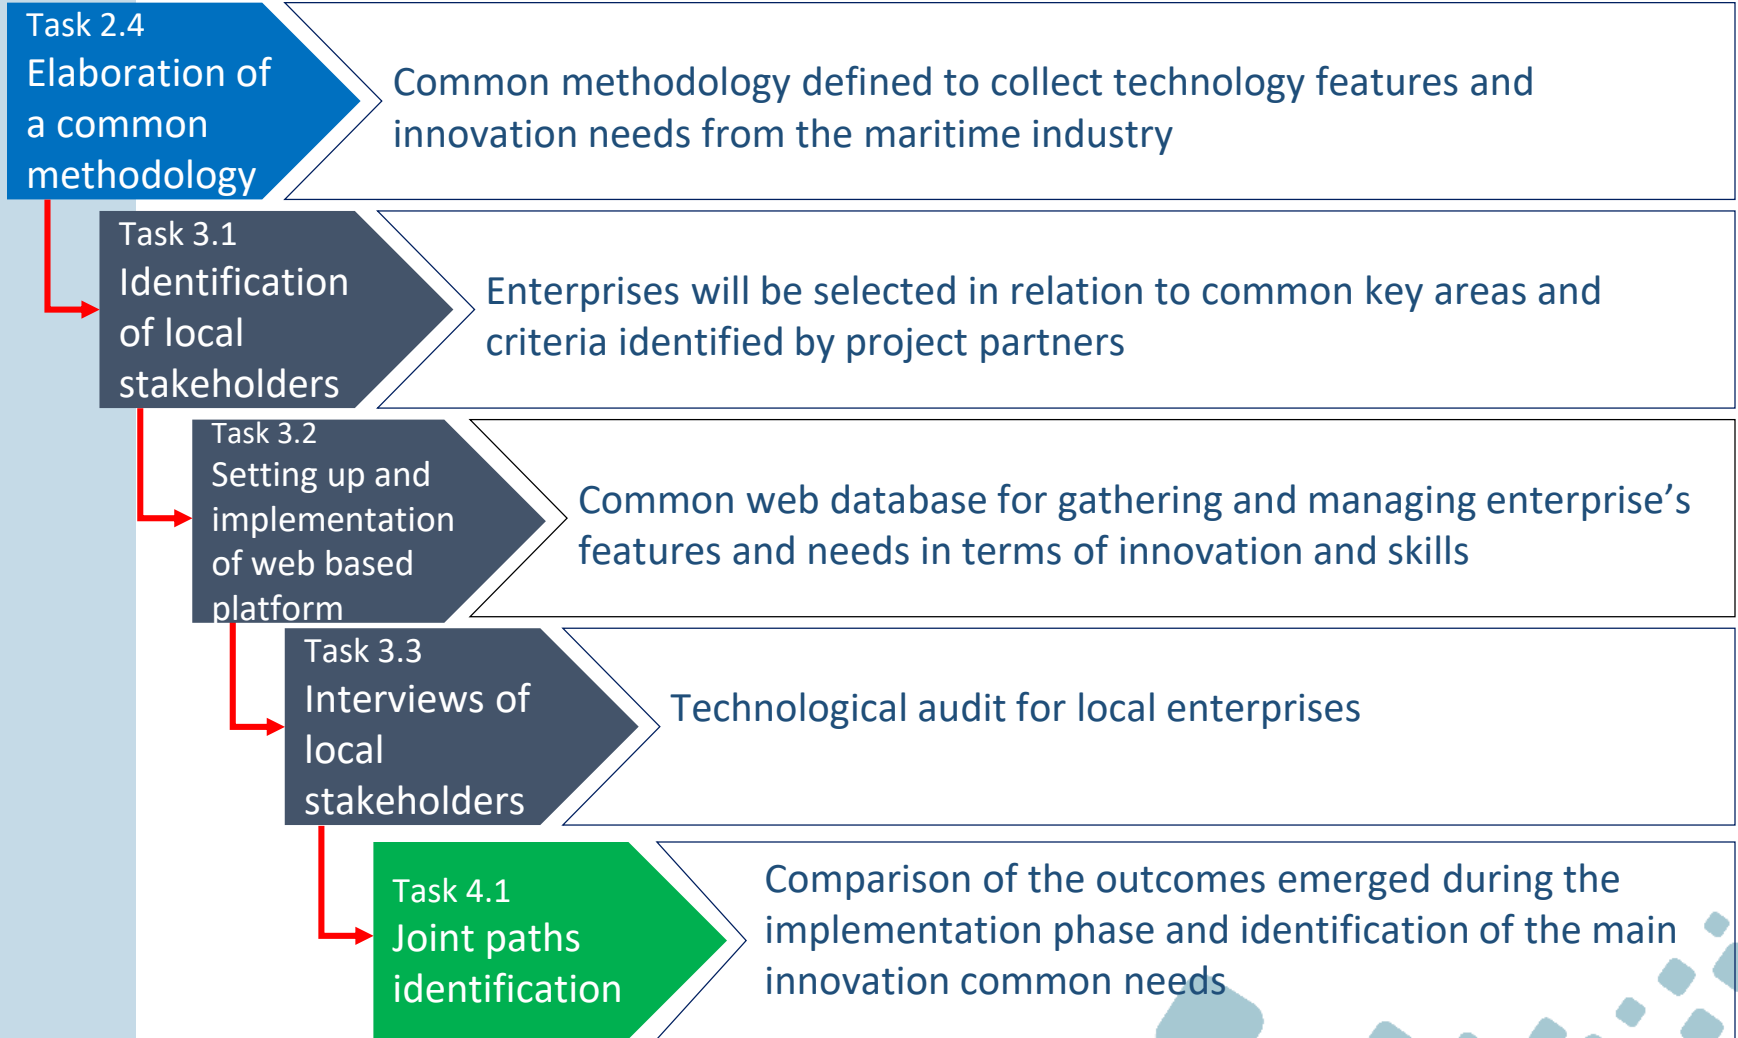 Task 2.4
Elaboration of
a common
methodology
Common methodology defined to collect technology features and
innovation needs from the maritime industry
Task 3.1
Identification
of local
stakeholders
Enterprises will be selected in relation to common key areas and
criteria identified by project partners
Task 3.2
Setting up and
implementation
of web based
platform
Common web database for gathering and managing enterprise’s
features and needs in terms of innovation and skills
Task 3.3
Interviews of
local
stakeholders
Technological audit for local enterprises
Task 4.1
Joint paths
identification
Comparison of the outcomes emerged during the
implementation phase and identification of the main
innovation common needs